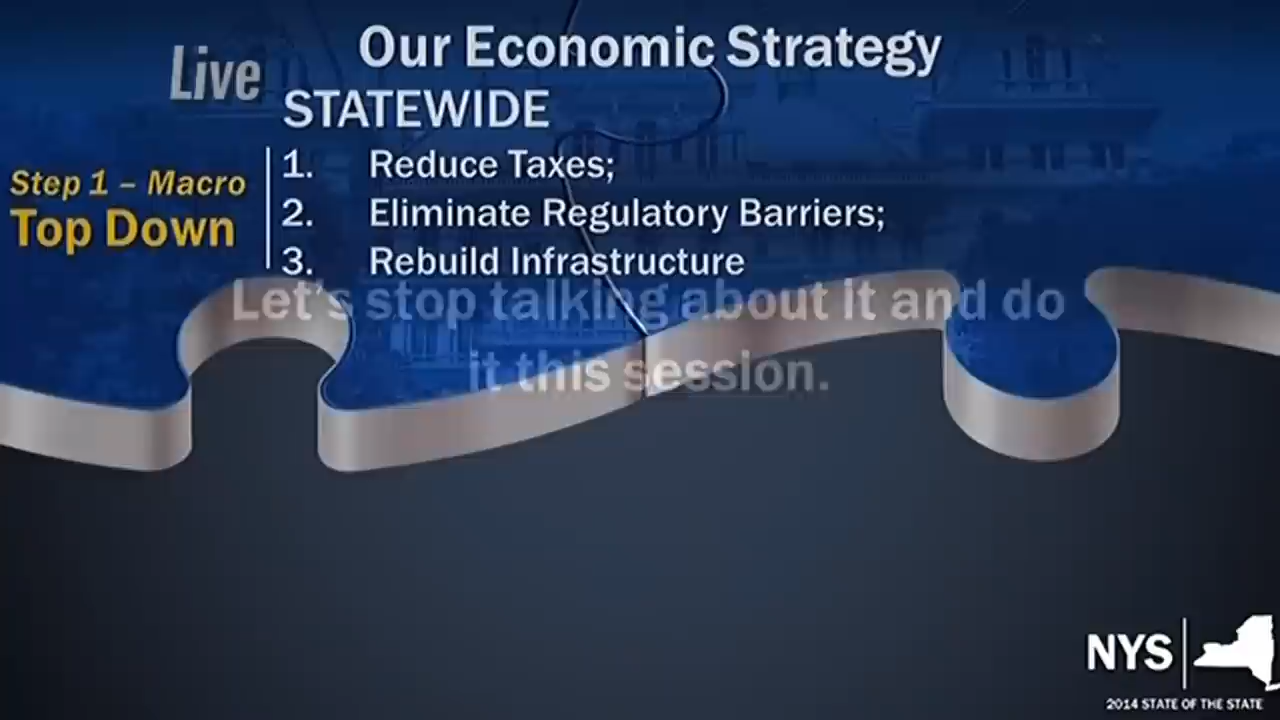 Live
Our Economic Strategy
STATEWIDE
Step 1 – Macro
Top Down
1. Reduce Taxes;
2. Eliminate Regulatory Barriers;
3. Rebuild Infrastructure
Let's stop talking about it and do
it this session.
NYS
2014 STATE OF THE STATE